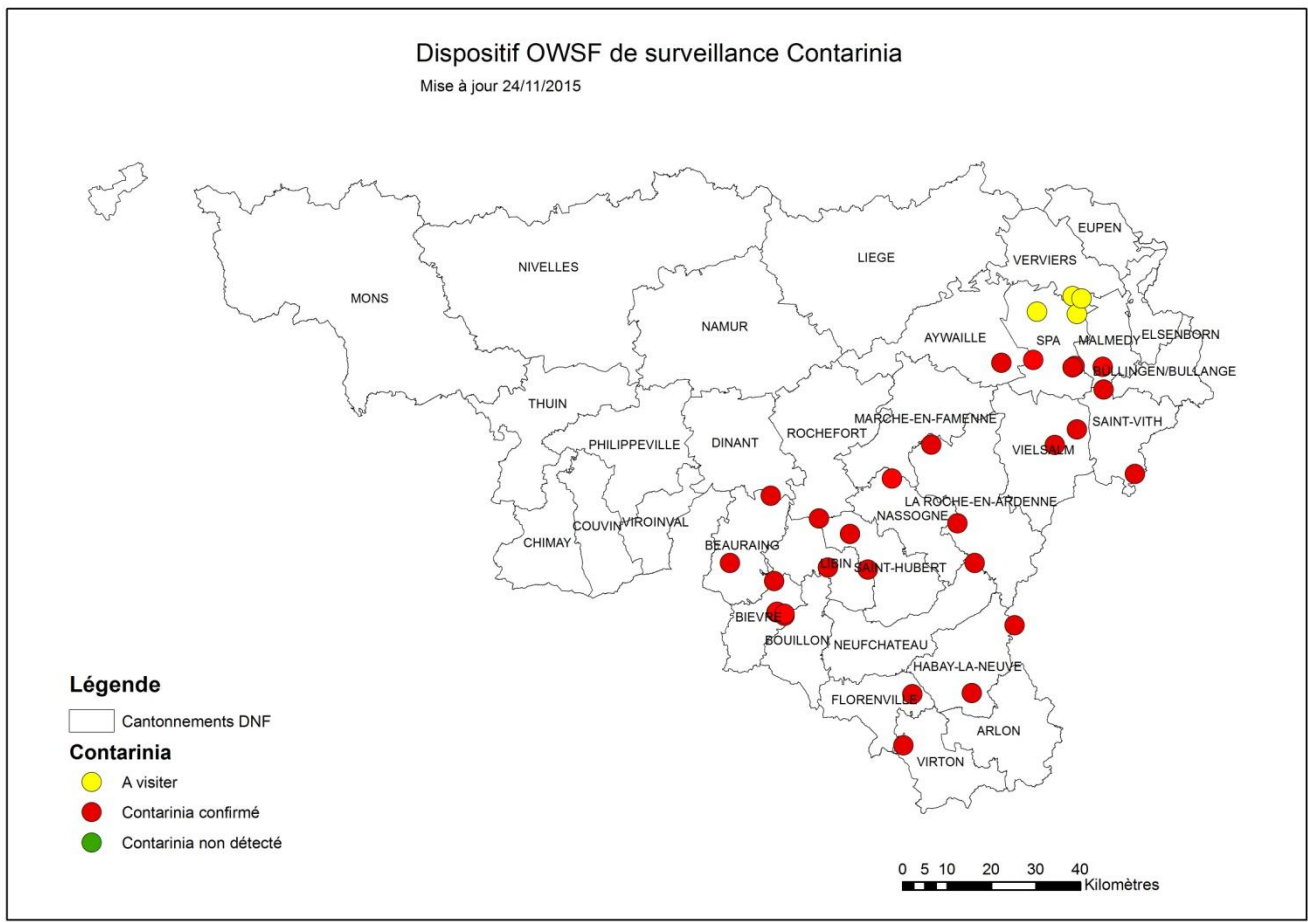 Dispositif OWSF de surveillance Contarinia
Mise à jour 24/11/2015
EUPEN
VERVIERS
LIEGE
NIVELLES
MONS
NAMUR
AYWAILLE
SPA
MALMEDY
ELSENBORN
BULLINGEN/BULLANGE
THUIN
MARCHE-EN-FAMENNE
SAINT-VITH
ROCHEFORT
PHILIPPEVILLE
DINANT
VIELSALM
LA ROCHE-EN-ARDENNE
NASSOGNE
COUVIN
VIROINVAL
CHIMAY
BEAURAING
LIBIN
SAINT-HUBERT
BIEVRE
BOUILLON
NEUFCHATEAU
HABAY-LA-NEUVE
FLORENVILLE
ARLON
VIRTON
Légende
Cantonnements DNF
Contarinia
A visiter
Contarinia confirmé
Contarinia non détecté
0 5 10 20 30 40
Kilomètres